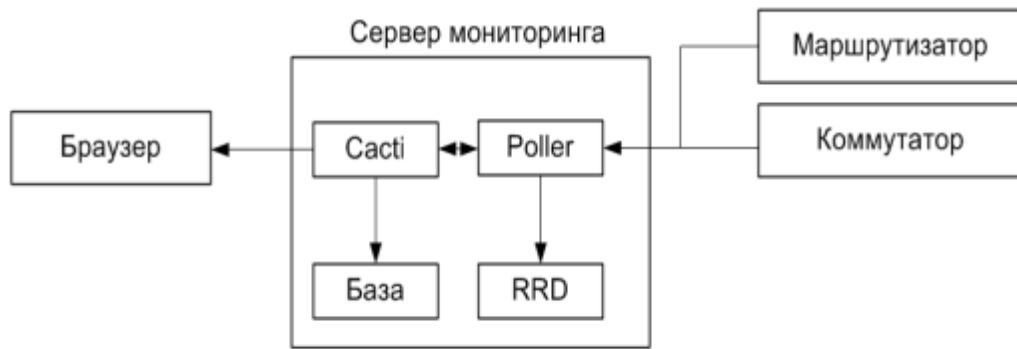 Сервер мониторинга
Маршрутизатор
Браузер
Cacti
Poller
Коммутатор
База
RRD